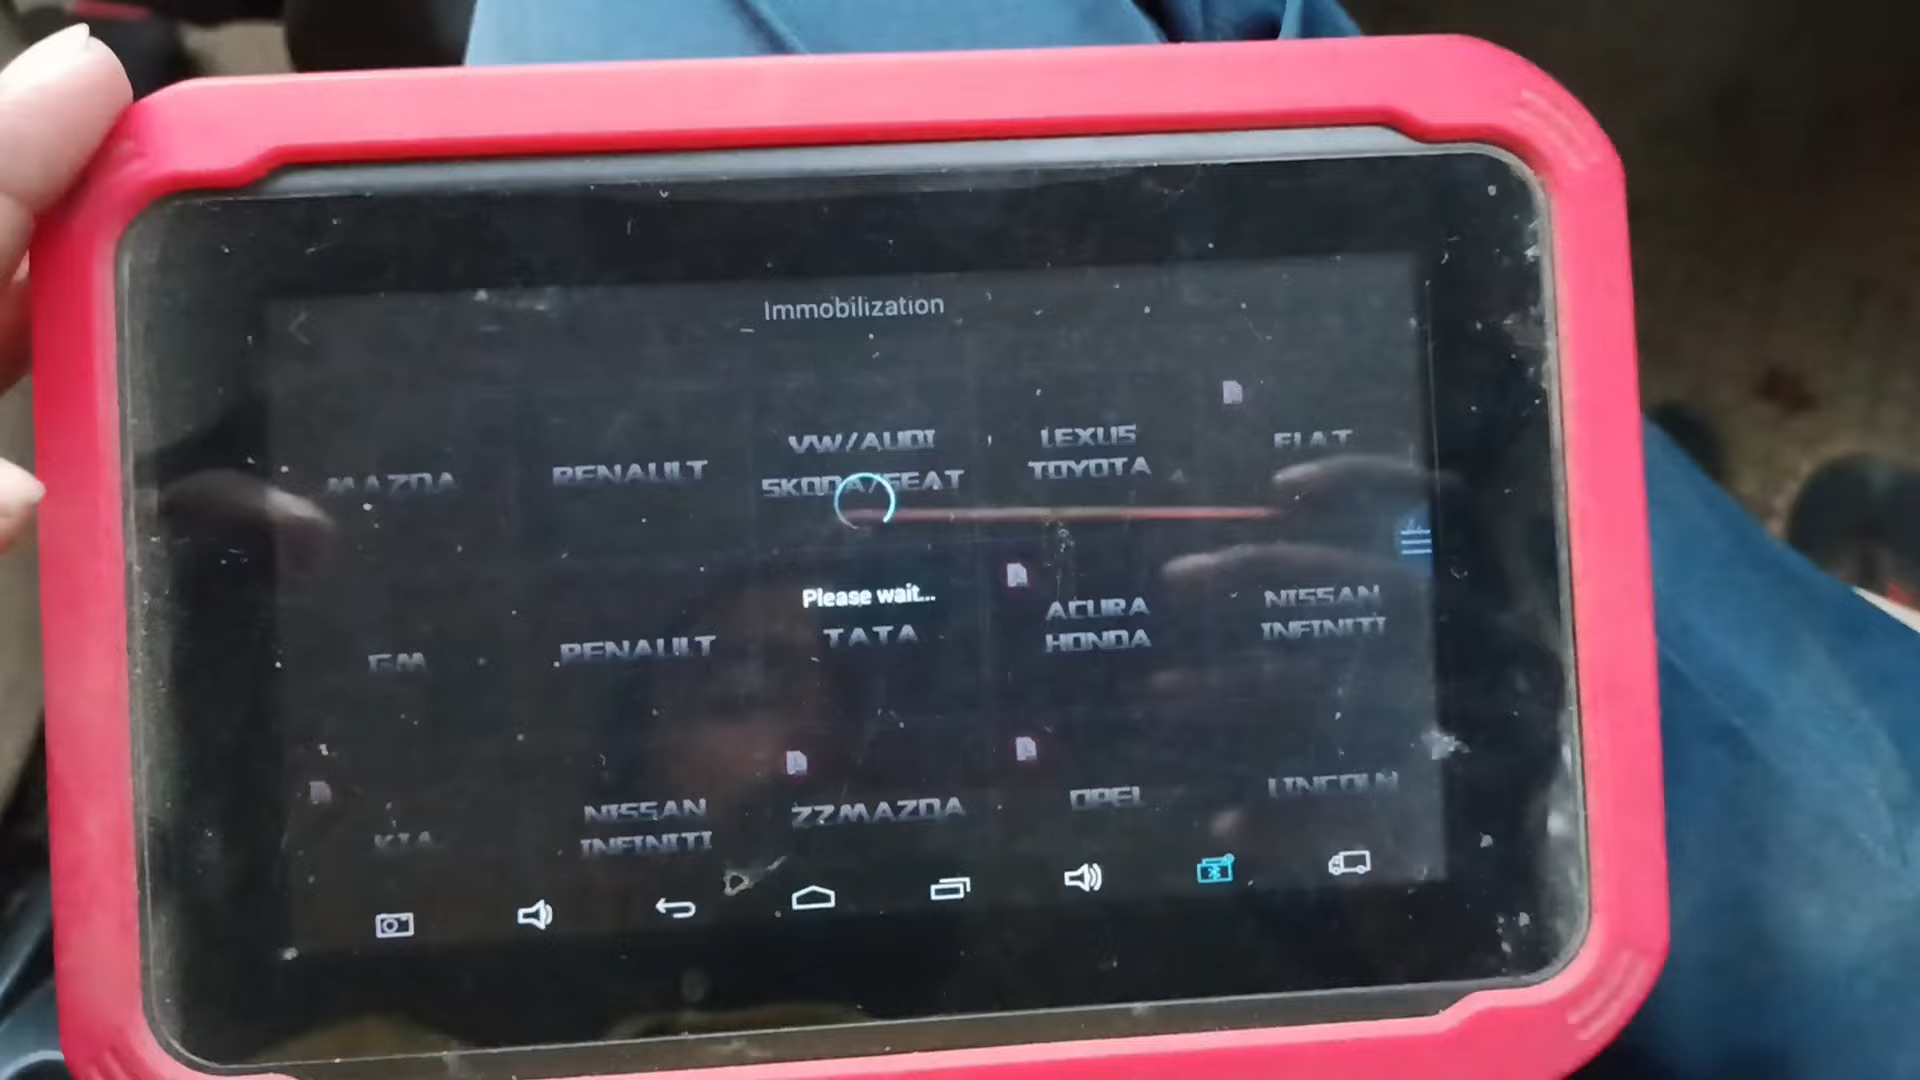 Immobilization
MAZDA
RENAULT
VW/AUDI
SKODA/SEAT
LEXUS
TOYOTA
FIAT
Please wait...
GM
RENAULT
TATA
ACURA
HONDA
NISSAN
INFINITI
KIA
NISSAN
INFINITI
ZZMAZDA
OPEL
LINCOLN